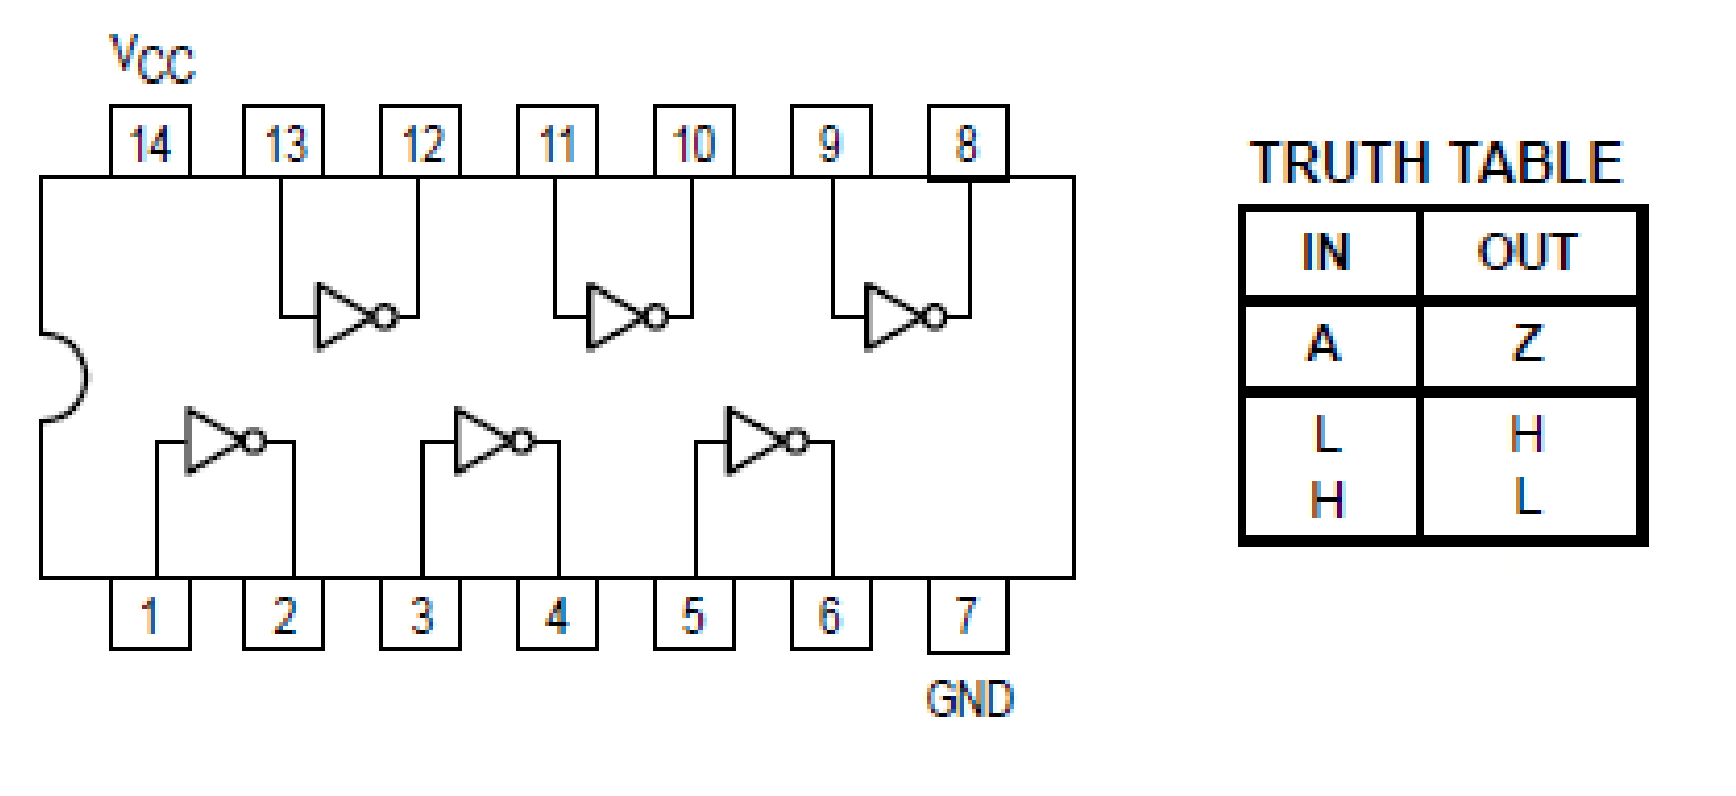 VCC
14 13 12 11 10 9 8
1 2 3 4 5 6 7
GND
TRUTH TABLE
IN OUT
A Z
L H
H L